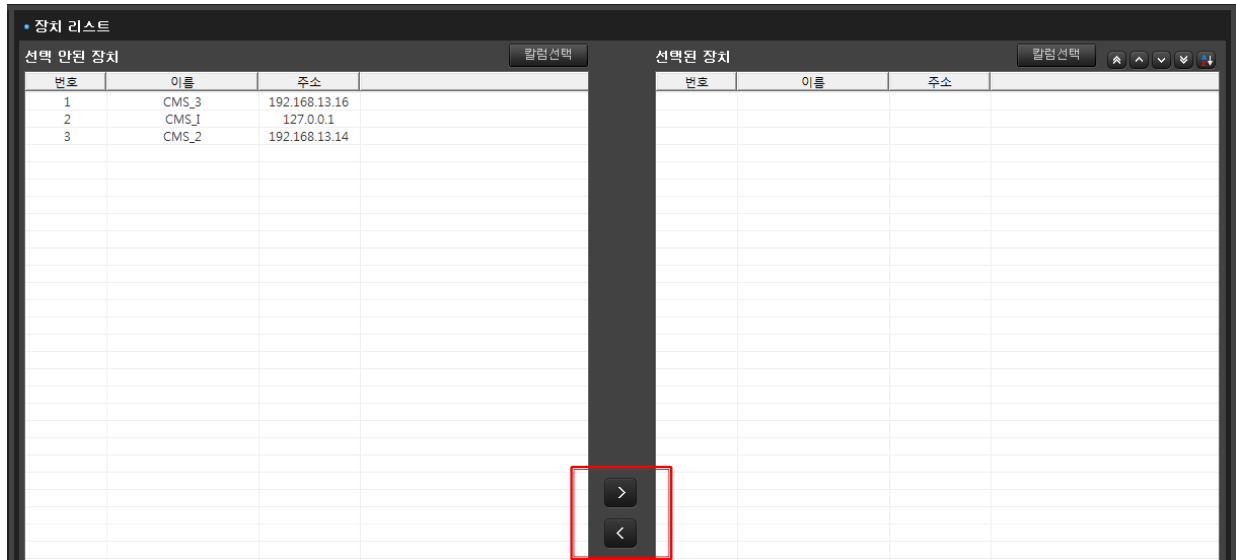 장치 리스트
선택 안된 장치 칼럼선택 선택된 장치 칼럼선택
번호 이름 주소 번호 이름 주소
1 CMS_3 192.168.13.16
2 CMS_I 127.0.0.1
3 CMS_2 192.168.13.14